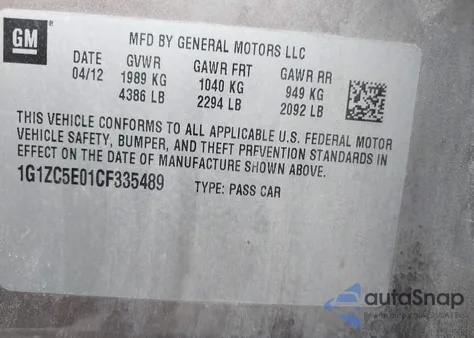 GM
MFD BY GENERAL MOTORS LLC
DATE GVWR GAWR FRT GAWR RR
04/12 1989 KG 1040 KG 949 KG
4386 LB 2294 LB 2092 LB
THIS VEHICLE CONFORMS TO ALL APPLICABLE U.S. FEDERAL MOTOR
VEHICLE SAFETY, BUMPER, AND THEFT PREVENTION STANDARDS IN
EFFECT ON THE DATE OF MANUFACTURE SHOWN ABOVE.
1G1ZC5E01CF335489 TYPE: PASS CAR
autoSnap